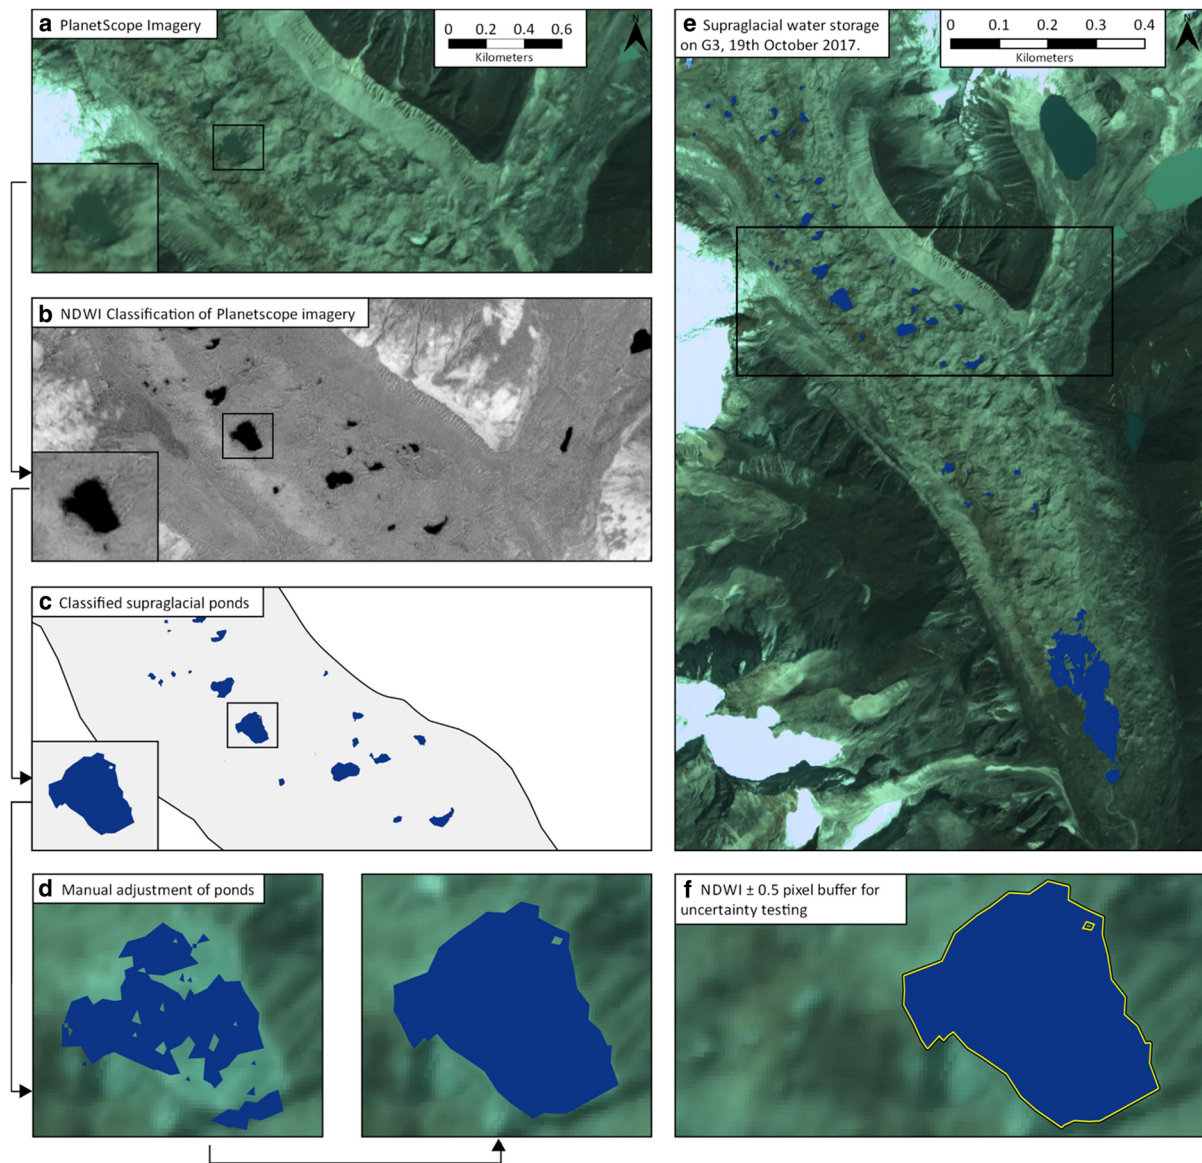 a PlanetScope Imagery
0 0.2 0.4 0.6
Kilometers
N
b NDWI Classification of Planetscope imagery
c Classified supraglacial ponds
d Manual adjustment of ponds
e Supraglacial water storage
on G3, 19th October 2017.
0 0.1 0.2 0.3 0.4
Kilometers
N
f NDWI ± 0.5 pixel buffer for
uncertainty testing